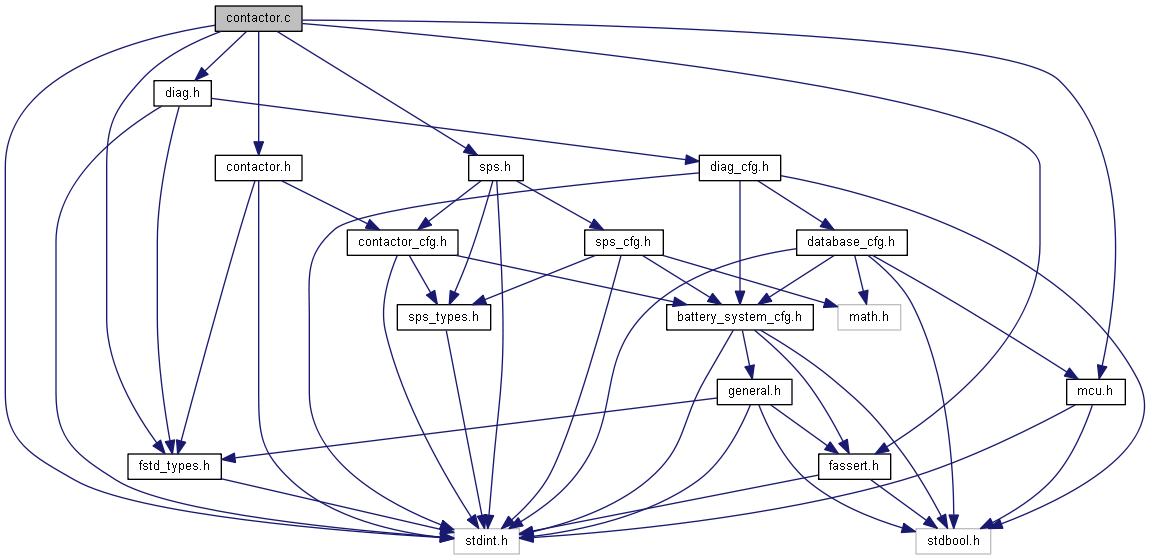 contactor.c
diag.h
contactor.h
sps.h
diag_cfg.h
contactor_cfg.h
sps_cfg.h
database_cfg.h
sps_types.h
battery_system_cfg.h
math.h
general.h
mcu.h
fstd_types.h
fassert.h
stdint.h
stdbool.h